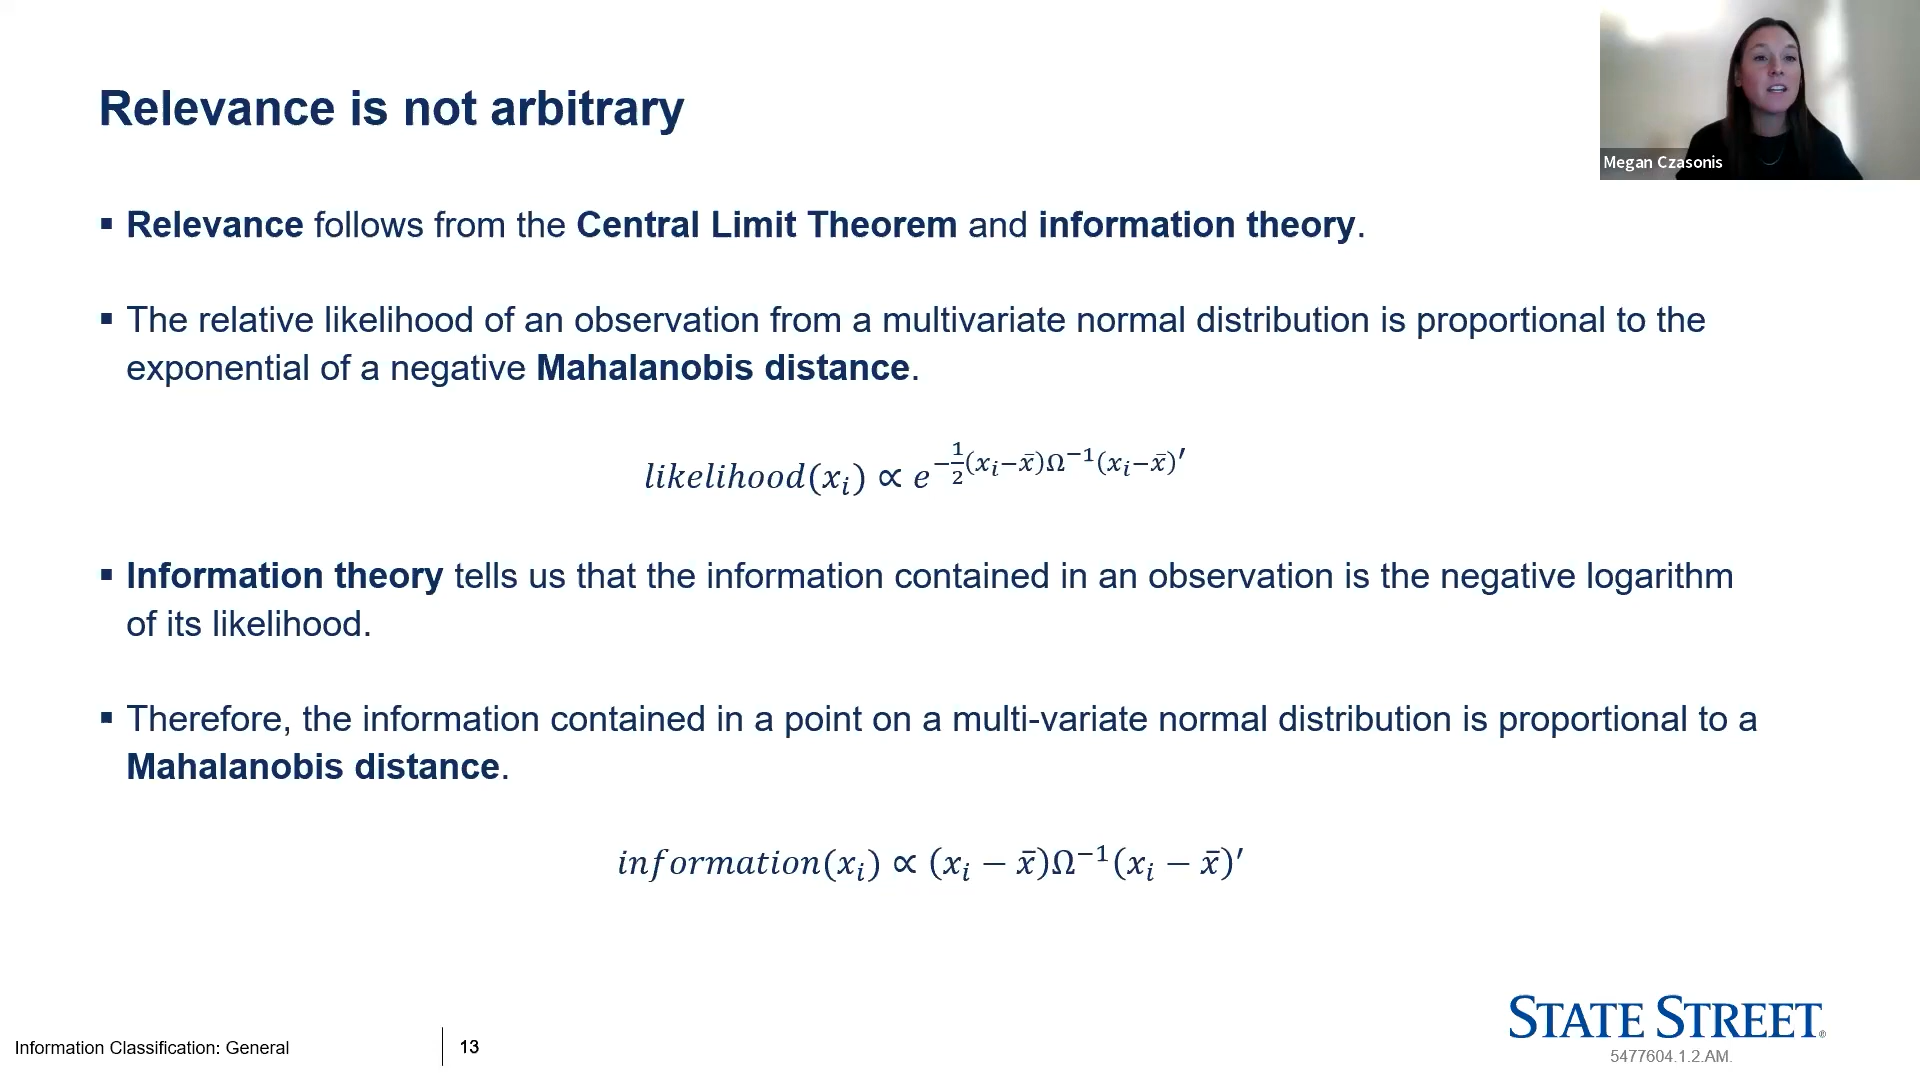 Relevance is not arbitrary
Megan Czasonis
▪ Relevance follows from the Central Limit Theorem and information theory.
▪ The relative likelihood of an observation from a multivariate normal distribution is proportional to the
exponential of a negative Mahalanobis distance.
likelihood(xᵢ) ∝ e^{-½(xᵢ−x̄)Ω⁻¹(xᵢ−x̄)′}
▪ Information theory tells us that the information contained in an observation is the negative logarithm
of its likelihood.
▪ Therefore, the information contained in a point on a multi-variate normal distribution is proportional to a
Mahalanobis distance.
information(xᵢ) ∝ (xᵢ − x̄)Ω⁻¹(xᵢ − x̄)′
Information Classification: General
13
STATE STREET®
5477604.1.2.AM.